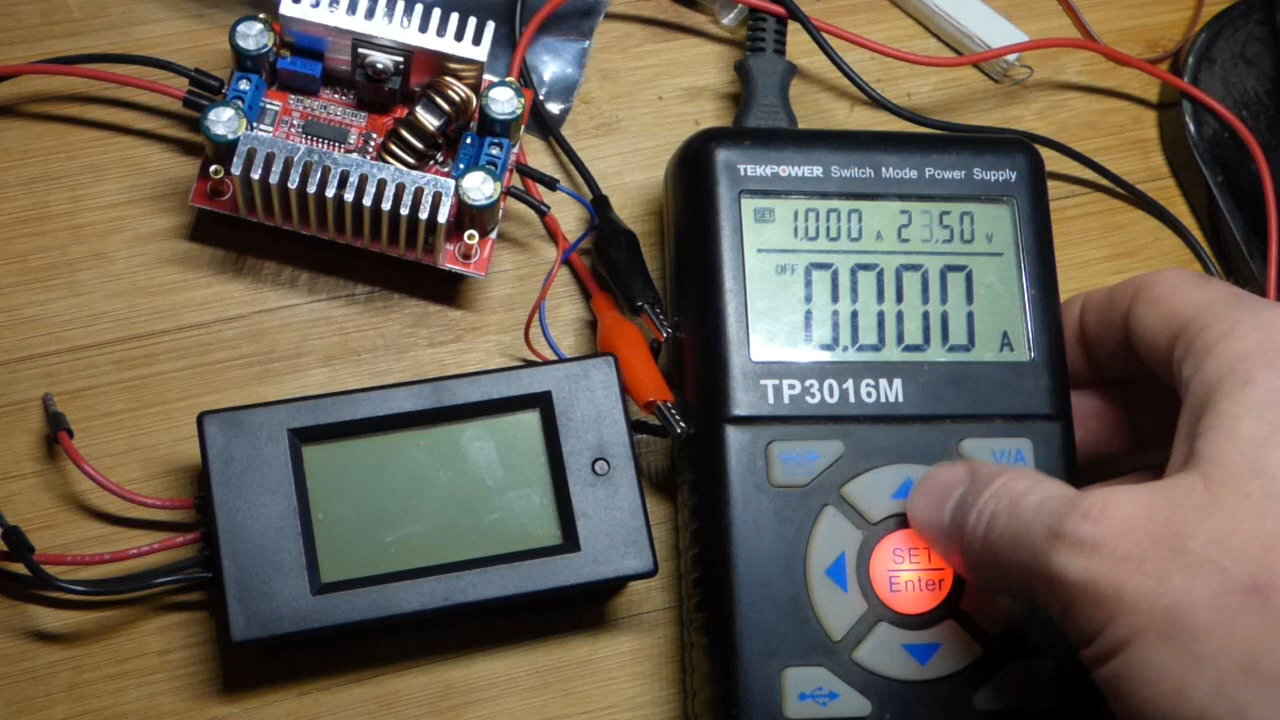 TEKPOWER Switch Mode Power Supply
SET 1.000 A 23.50 V
OFF 0.000 A
TP3016M
V/A
SET
Enter